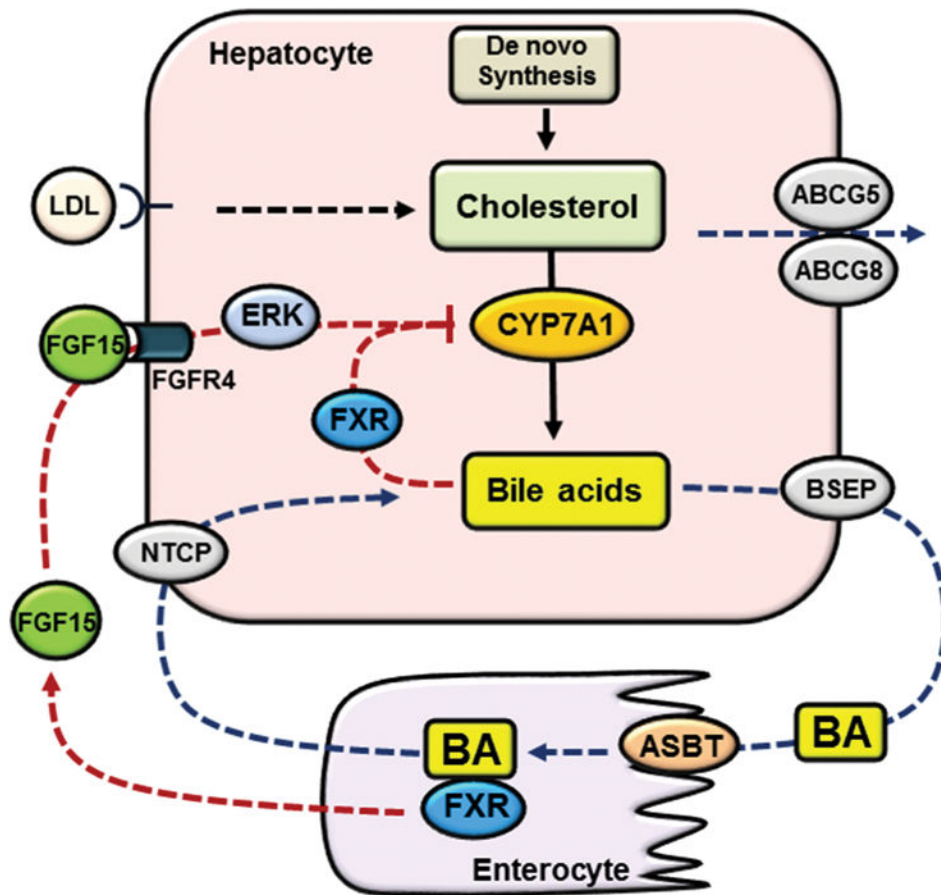 De novo
Synthesis
Hepatocyte
LDL
Cholesterol
ABCG5
ABCG8
ERK
CYP7A1
FGF15
FGFR4
FXR
Bile acids
BSEP
NTCP
FGF15
BA
ASBT
BA
FXR
Enterocyte